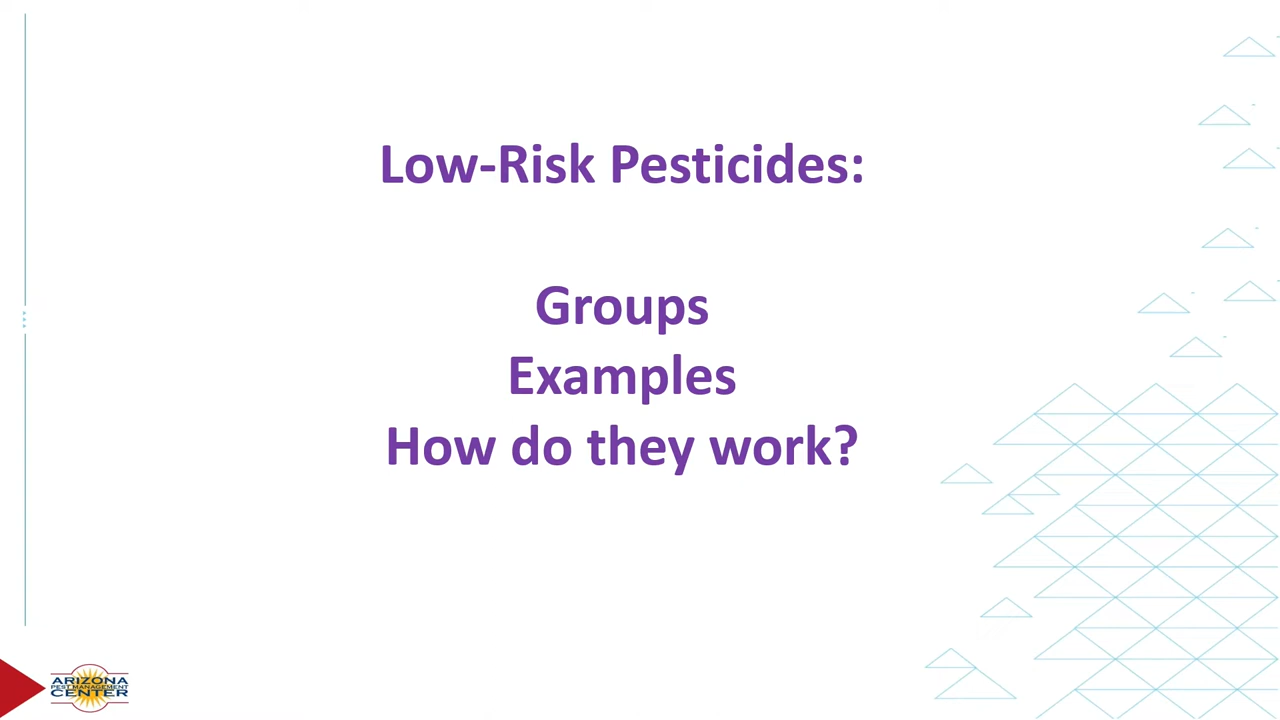 Low-Risk Pesticides:
Groups
Examples
How do they work?
ARIZONA
PEST MANAGEMENT
CENTER